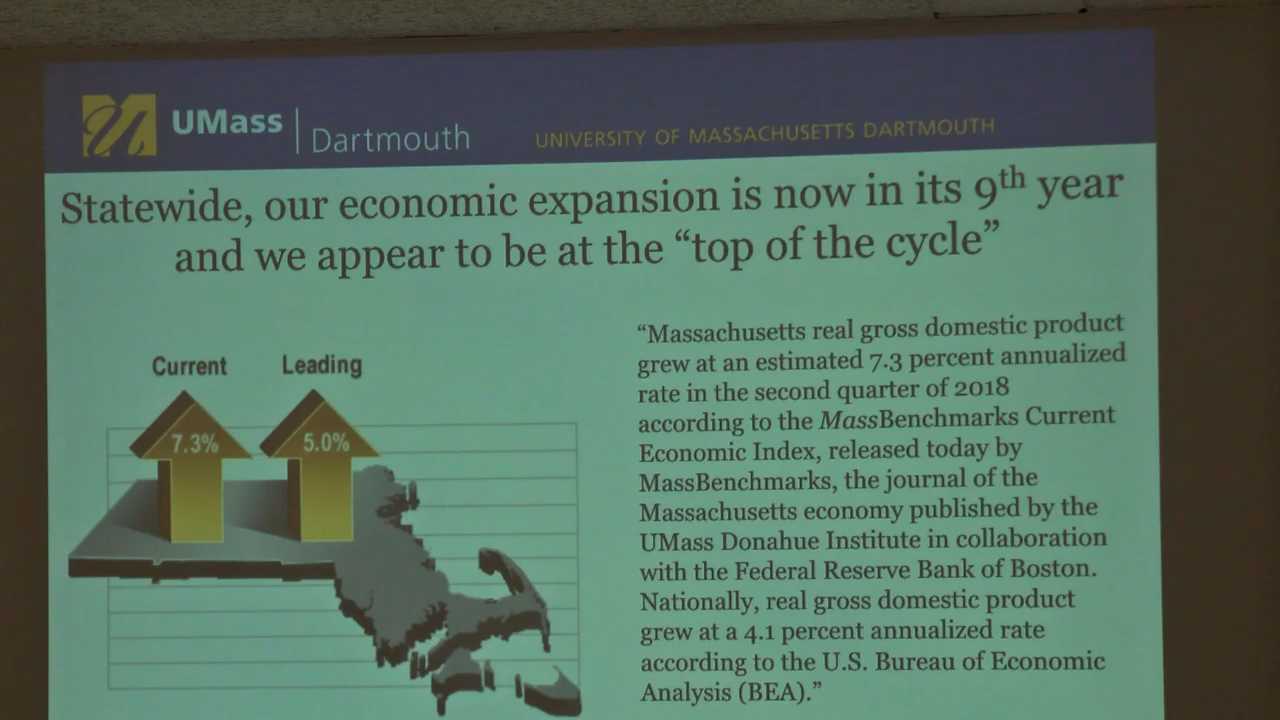 UMass | Dartmouth
UNIVERSITY OF MASSACHUSETTS DARTMOUTH
Statewide, our economic expansion is now in its 9th year
and we appear to be at the “top of the cycle”
Current
Leading
7.3%
5.0%
“Massachusetts real gross domestic product
grew at an estimated 7.3 percent annualized
rate in the second quarter of 2018
according to the MassBenchmarks Current
Economic Index, released today by
MassBenchmarks, the journal of the
Massachusetts economy published by the
UMass Donahue Institute in collaboration
with the Federal Reserve Bank of Boston.
Nationally, real gross domestic product
grew at a 4.1 percent annualized rate
according to the U.S. Bureau of Economic
Analysis (BEA).”